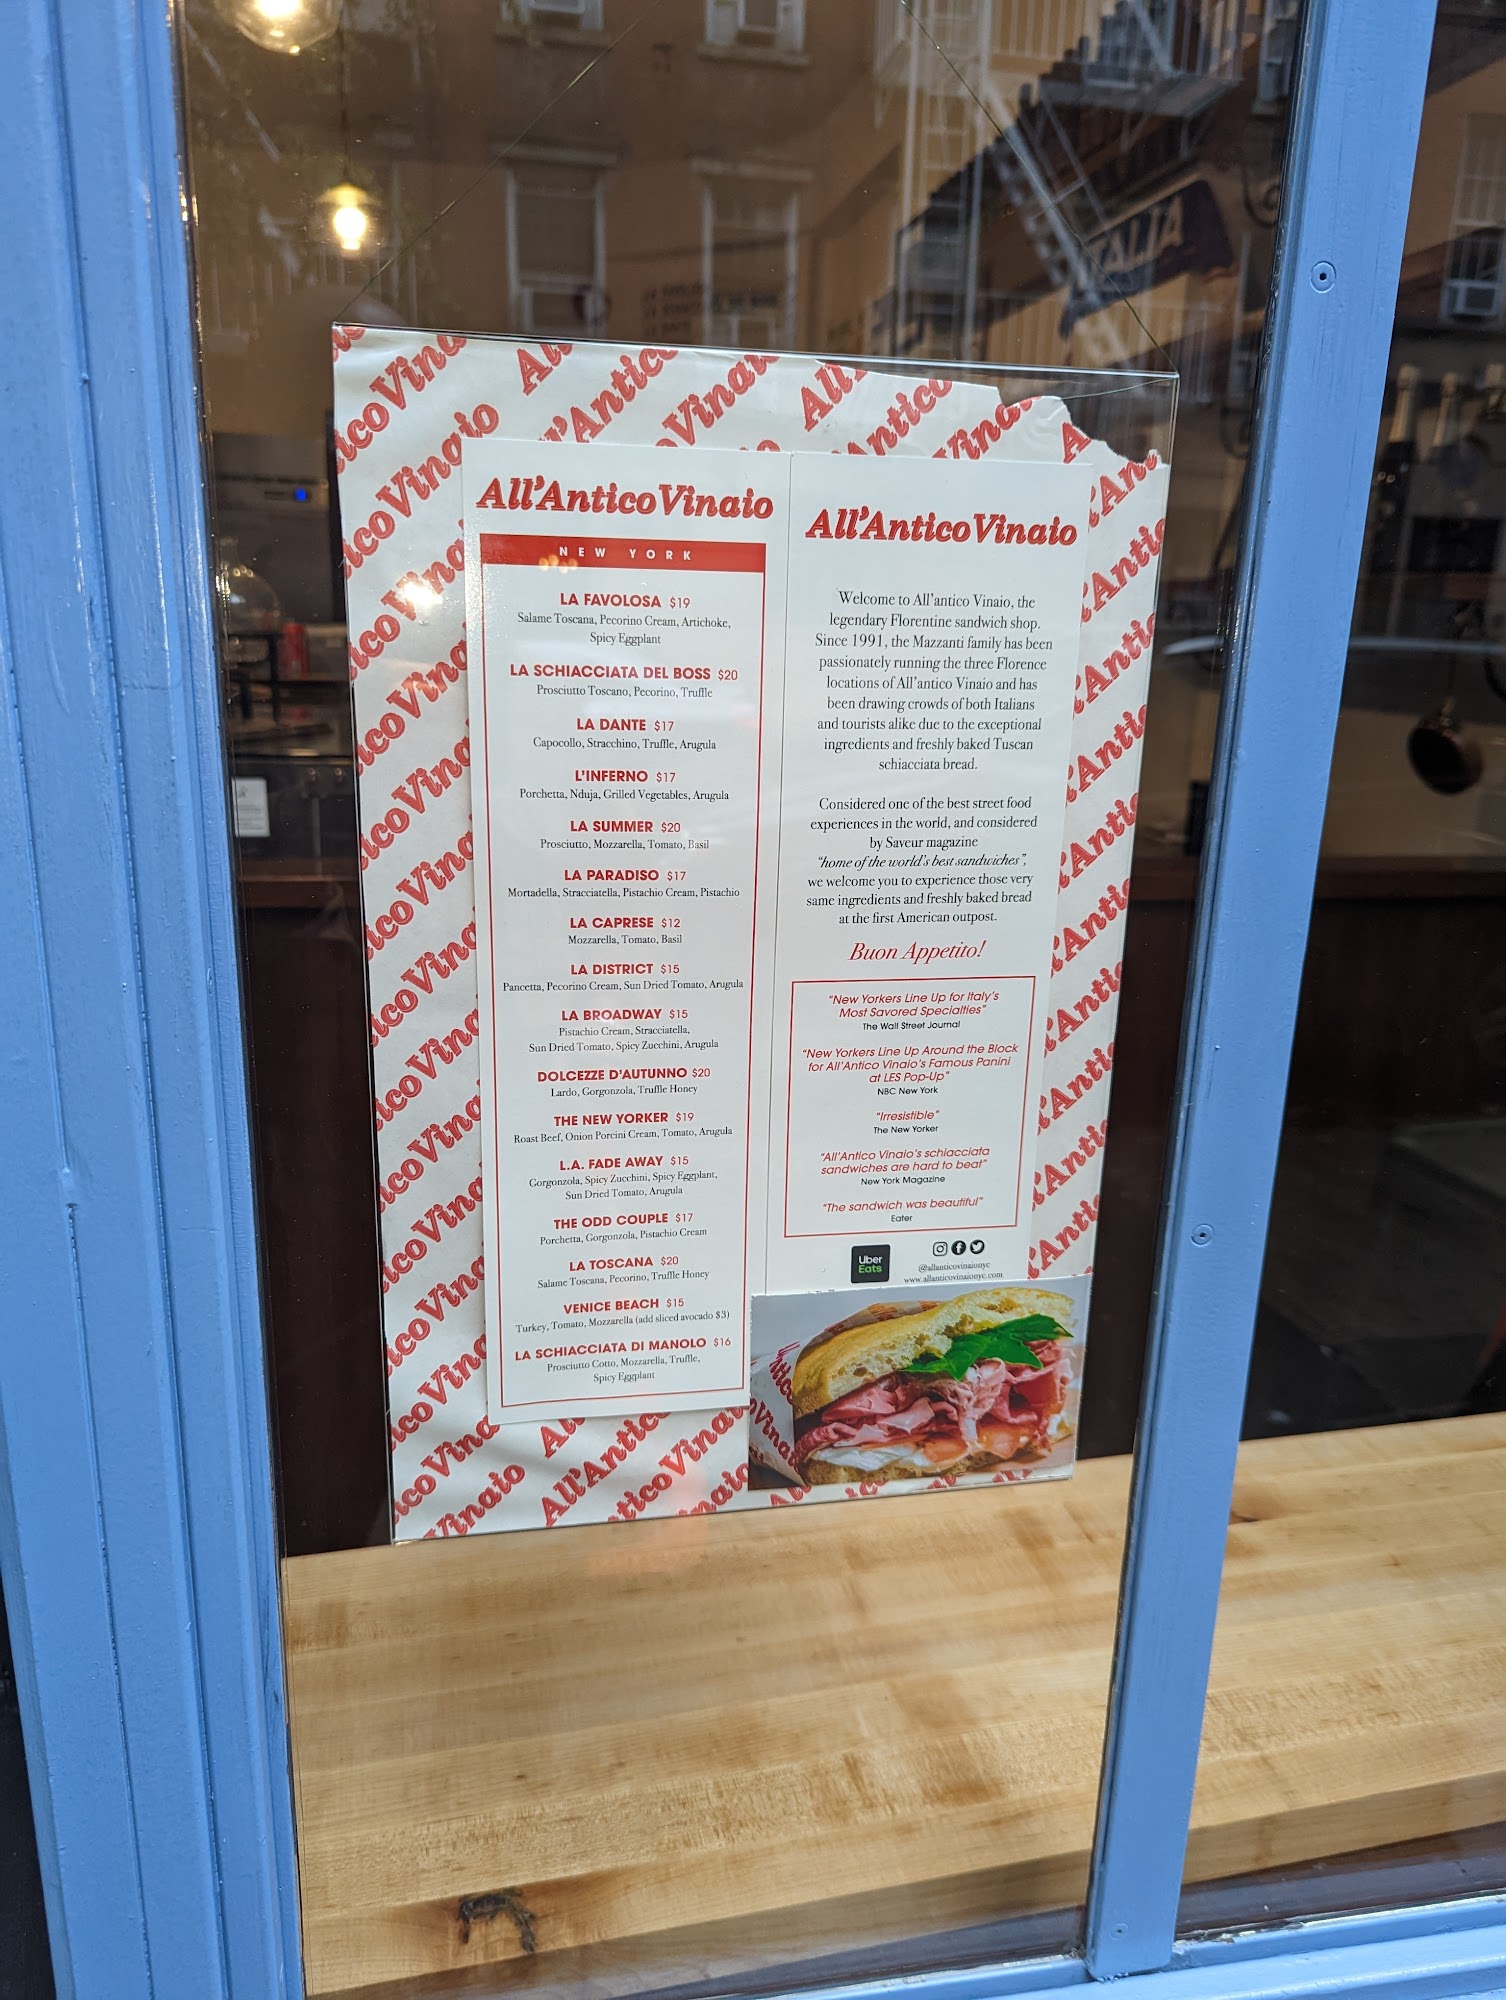 All'Antico Vinaio
NEW YORK
LA FAVOLOSA $19
Salame Toscana, Pecorino Cream, Artichoke,
Spicy Eggplant
LA SCHIACCIATA DEL BOSS $20
Prosciutto Toscano, Pecorino, Truffle
LA DANTE $17
Capocollo, Stracchino, Truffle, Arugula
L'INFERNO $17
Porchetta, Nduja, Grilled Vegetables, Arugula
LA SUMMER $20
Prosciutto, Mozzarella, Tomato, Basil
LA PARADISO $17
Mortadella, Stracciatella, Pistachio Cream, Pistachio
LA CAPRESE $12
Mozzarella, Tomato, Basil
LA DISTRICT $15
Pancetta, Pecorino Cream, Sun Dried Tomato, Arugula
LA BROADWAY $15
Pistachio Cream, Stracciatella,
Sun Dried Tomato, Spicy Zucchini, Arugula
DOLCEZZE D'AUTUNNO $20
Lardo, Gorgonzola, Truffle Honey
THE NEW YORKER $19
Roast Beef, Onion Porcini Cream, Tomato, Arugula
L.A. FADE AWAY $15
Gorgonzola, Spicy Zucchini, Spicy Eggplant,
Sun Dried Tomato, Arugula
THE ODD COUPLE $17
Porchetta, Gorgonzola, Pistachio Cream
LA TOSCANA $20
Salame Toscana, Pecorino, Truffle Honey
VENICE BEACH $15
Turkey, Tomato, Mozzarella (add sliced avocado $3)
LA SCHIACCIATA DI MANOLO $16
Prosciutto Cotto, Mozzarella, Truffle,
Spicy Eggplant
All'Antico Vinaio
Welcome to All'antico Vinaio, the
legendary Florentine sandwich shop.
Since 1991, the Mazzanti family has been
passionately running the three Florence
locations of All'antico Vinaio and has
been drawing crowds of both Italians
and tourists alike due to the exceptional
ingredients and freshly baked Tuscan
schiacciata bread.
Considered one of the best street food
experiences in the world, and considered
by Saveur magazine
"home of the world's best sandwiches",
we welcome you to experience those very
same ingredients and freshly baked bread
at the first American outpost.
Buon Appetito!
"New Yorkers Line Up for Italy's
Most Savored Specialties"
The Wall Street Journal
"New Yorkers Line Up Around the Block
for All'Antico Vinaio's Famous Panini
at LES Pop-Up"
NBC New York
"Irresistible"
The New Yorker
"All'Antico Vinaio's schiacciata
sandwiches are hard to beat"
New York Magazine
"The sandwich was beautiful"
Eater
Uber
Eats
@allanticovinaionyc
www.allanticovinaionyc.com